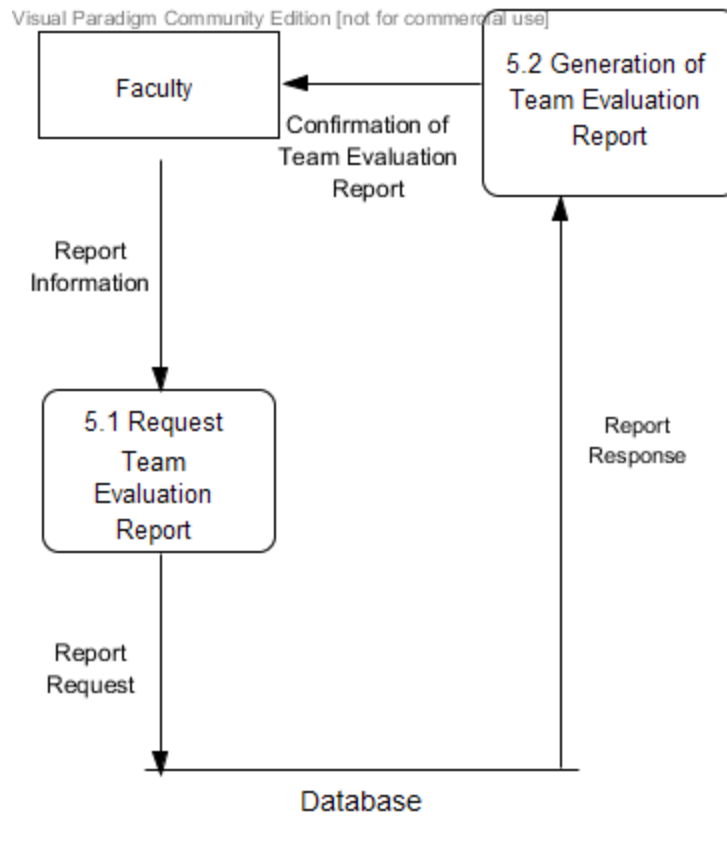 Visual Paradigm Community Edition [not for commercial use]
Faculty
5.2 Generation of
Team Evaluation
Report
Confirmation of
Team Evaluation
Report
Report
Information
5.1 Request
Team
Evaluation
Report
Report
Response
Report
Request
Database